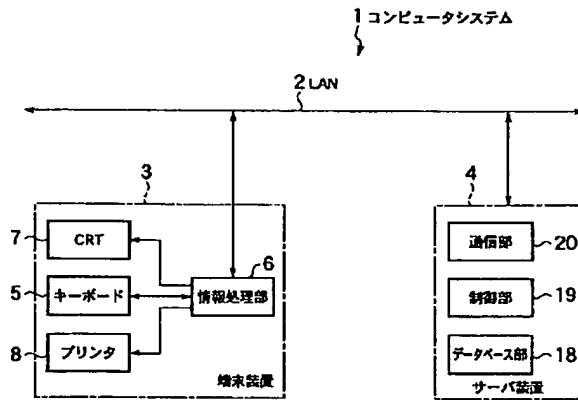 1 コンピュータシステム
2 LAN
3
4
7 CRT
6
通信部 20
5 キーボード
情報処理部
制御部 19
8 プリンタ
データベース部 18
端末装置
サーバ装置